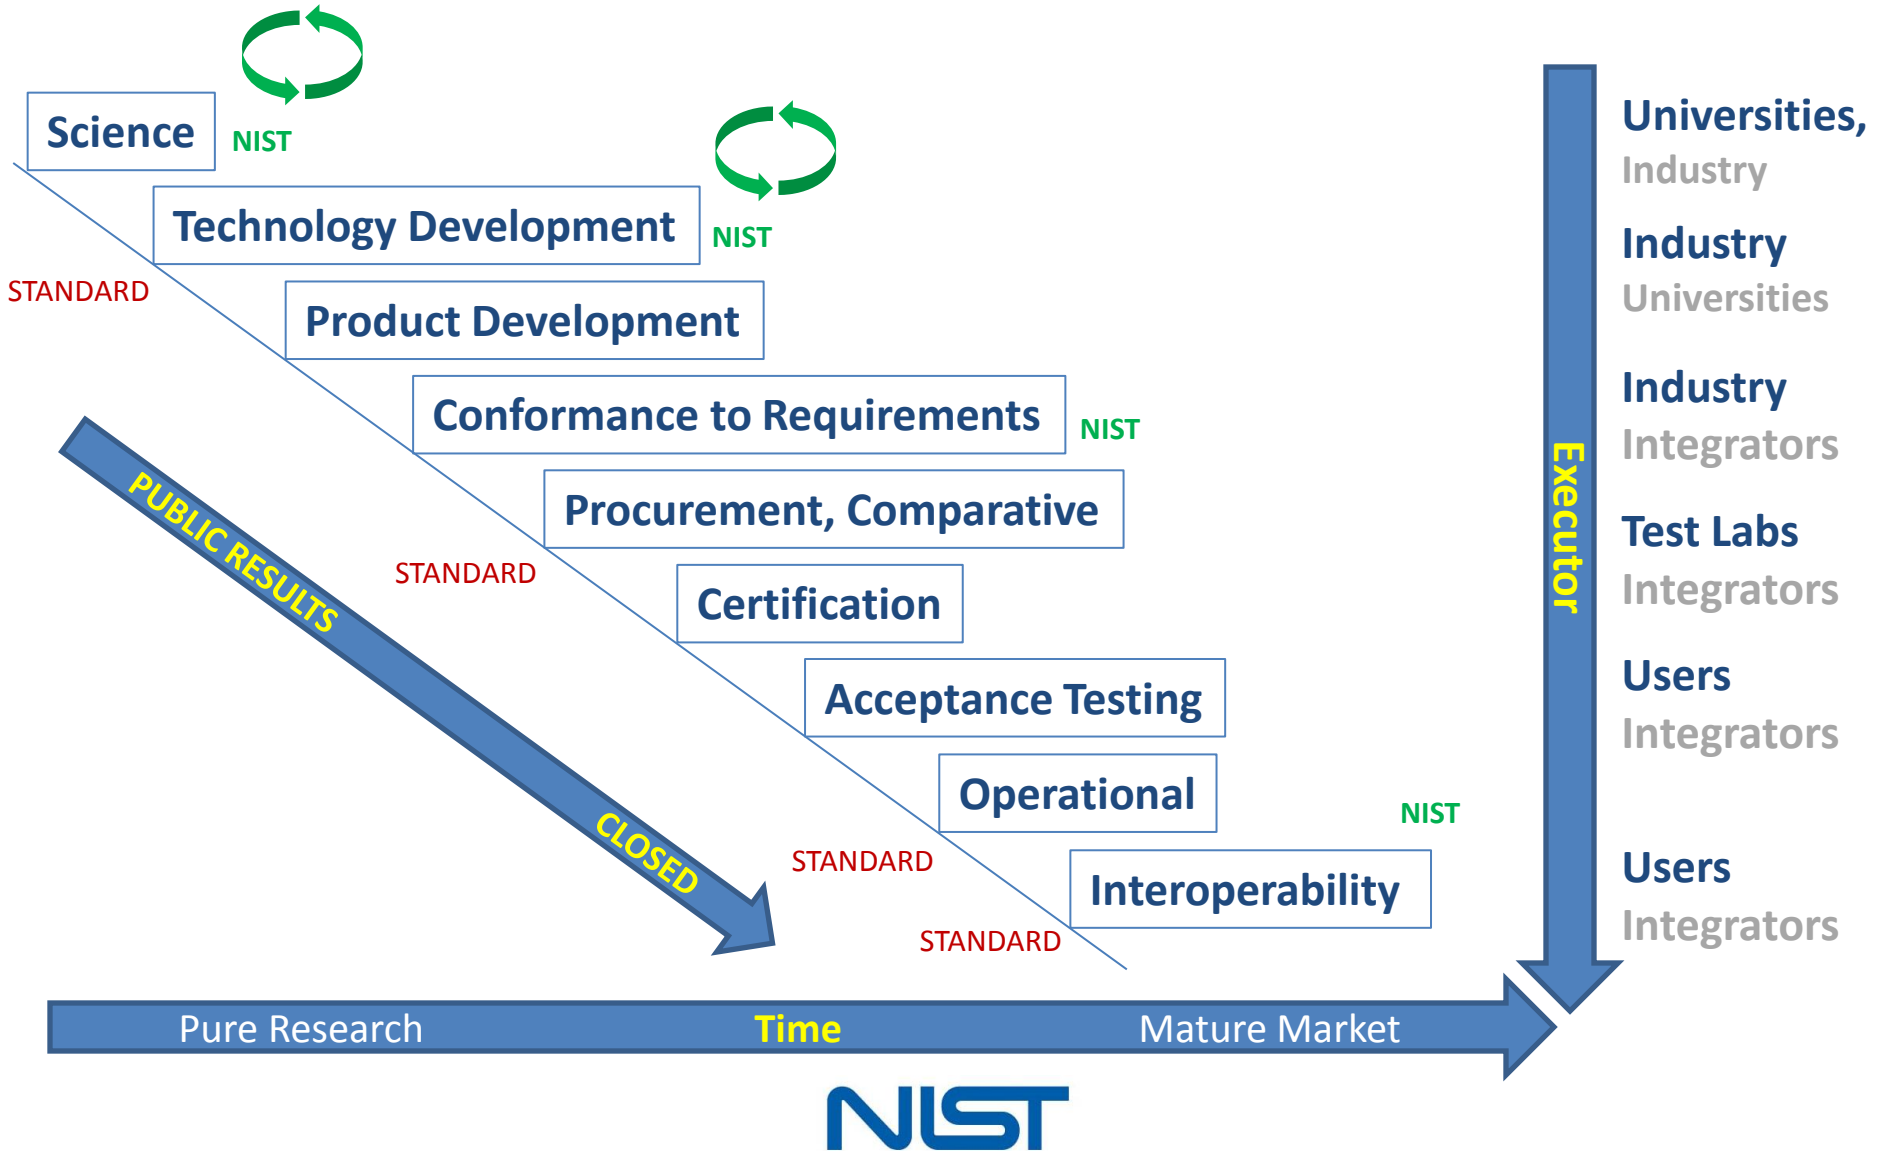 Science
NIST
Technology Development
NIST
STANDARD
Product Development
Conformance to Requirements
NIST
Procurement, Comparative
STANDARD
Certification
Acceptance Testing
Operational
NIST
STANDARD
Interoperability
STANDARD
PUBLIC RESULTS
CLOSED
Executor
Universities,
Industry
Industry
Universities
Industry
Integrators
Test Labs
Integrators
Users
Integrators
Users
Integrators
Pure Research Time Mature Market
NIST